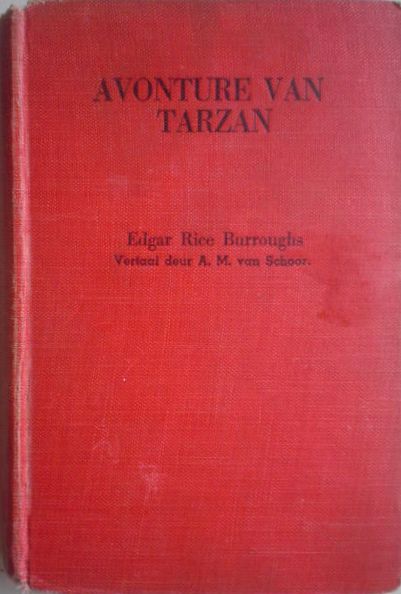 AVONTURE VAN
TARZAN
Edgar Rice Burroughs
Vertaal deur A. M. van Schoor.